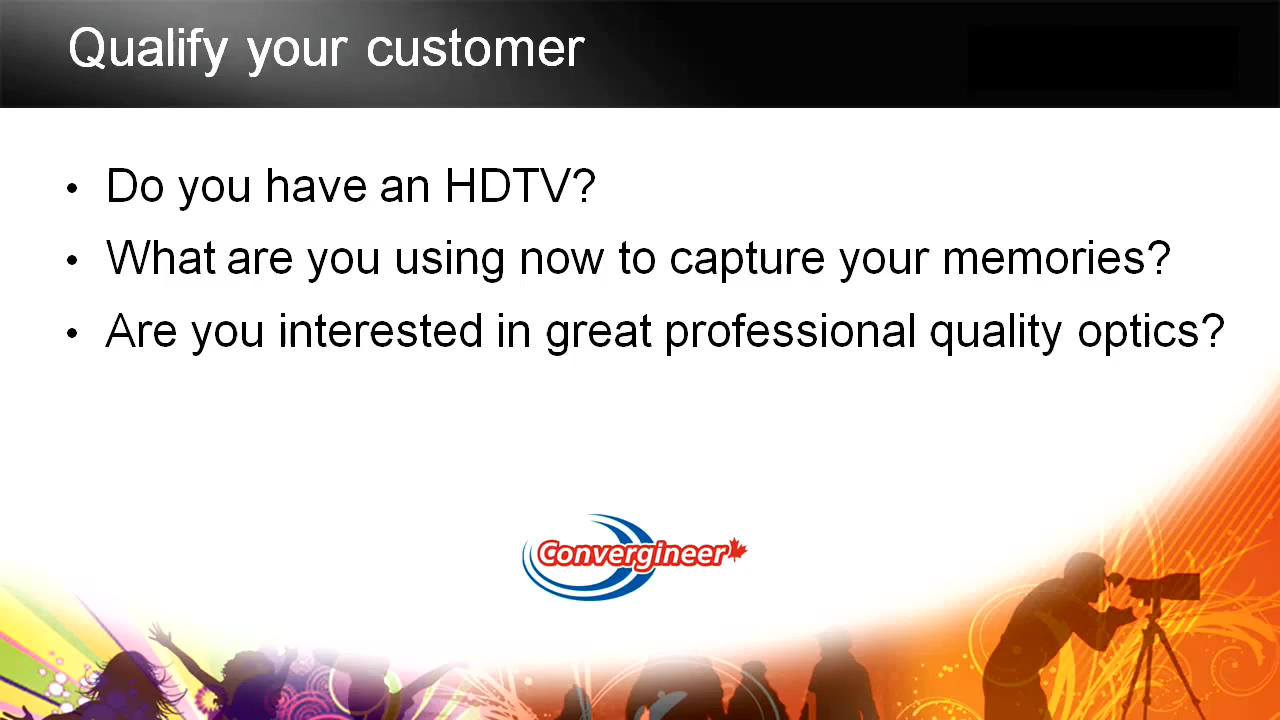 Qualify your customer
• Do you have an HDTV?
• What are you using now to capture your memories?
• Are you interested in great professional quality optics?
Convergineer